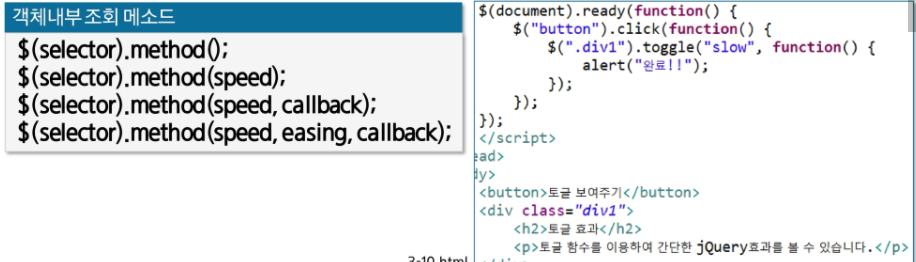 객체내부 조회 메소드
$(selector).method();
$(selector).method(speed);
$(selector).method(speed, callback);
$(selector).method(speed, easing, callback);
$(document).ready(function() {
$("button").click(function() {
$(".div1").toggle("slow", function() {
alert("완료!!");
});
});
});
</script>
ead>
dy>
<button>토글 보여주기</button>
<div class="div1">
<h2>토글 효과</h2>
<p>토글 함수를 이용하여 간단한 jQuery효과를 볼 수 있습니다.</p>
3-10.html